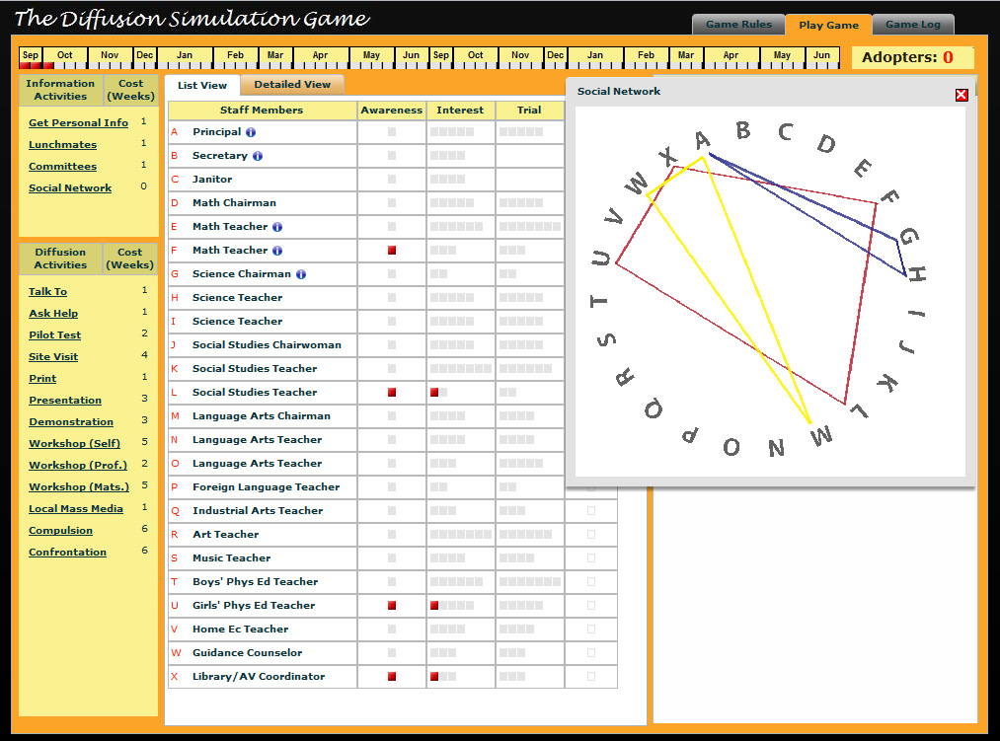 The Diffusion Simulation Game
Game Rules Play Game Game Log
Sep Oct Nov Dec Jan Feb Mar Apr May Jun Sep Oct Nov Dec Jan Feb Mar Apr May Jun
Adopters: 0
Information Activities Cost (Weeks)
Get Personal Info 1
Lunchmates 1
Committees 1
Social Network 0
Diffusion Activities Cost (Weeks)
Talk To 1
Ask Help 1
Pilot Test 2
Site Visit 4
Print 1
Presentation 3
Demonstration 3
Workshop (Self) 5
Workshop (Prof.) 2
Workshop (Mats.) 5
Local Mass Media 1
Compulsion 6
Confrontation 6
List View Detailed View
Staff Members Awareness Interest Trial
A Principal i
B Secretary i
C Janitor
D Math Chairman
E Math Teacher i
F Math Teacher i
G Science Chairman i
H Science Teacher
I Science Teacher
J Social Studies Chairwoman
K Social Studies Teacher
L Social Studies Teacher
M Language Arts Chairman
N Language Arts Teacher
O Language Arts Teacher
P Foreign Language Teacher
Q Industrial Arts Teacher
R Art Teacher
S Music Teacher
T Boys' Phys Ed Teacher
U Girls' Phys Ed Teacher
V Home Ec Teacher
W Guidance Counselor
X Library/AV Coordinator
Social Network
A B C D E F G H I J K L M N O P Q R S T U V W X